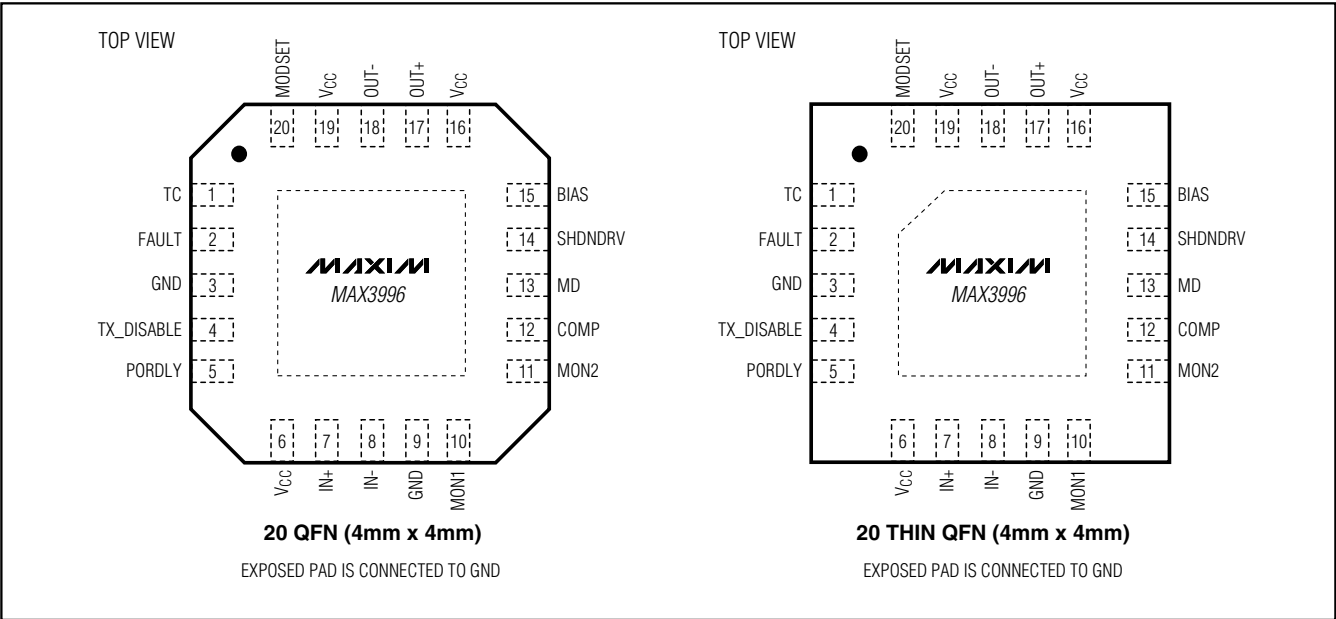 TOP VIEW
MODSET
VCC
OUT-
OUT+
VCC
20 19 18 17 16
TC 1
FAULT 2
GND 3
TX_DISABLE 4
PORDLY 5
MAXIM
MAX3996
15 BIAS
14 SHDNDRV
13 MD
12 COMP
11 MON2
6 7 8 9 10
VCC
IN+
IN-
GND
MON1
20 QFN (4mm x 4mm)
EXPOSED PAD IS CONNECTED TO GND
TOP VIEW
MODSET
VCC
OUT-
OUT+
VCC
20 19 18 17 16
TC 1
FAULT 2
GND 3
TX_DISABLE 4
PORDLY 5
MAXIM
MAX3996
15 BIAS
14 SHDNDRV
13 MD
12 COMP
11 MON2
6 7 8 9 10
VCC
IN+
IN-
GND
MON1
20 THIN QFN (4mm x 4mm)
EXPOSED PAD IS CONNECTED TO GND